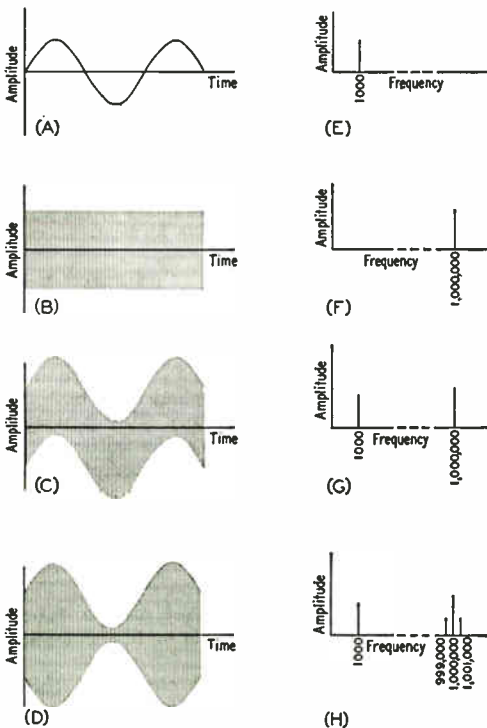 Amplitude
Time
(A)
Amplitude
Frequency
1000
(E)
Amplitude
Time
(B)
Amplitude
Frequency
1,000,000
(F)
Amplitude
Time
(C)
Amplitude
1000
Frequency
1,000,000
(G)
Amplitude
Time
(D)
Amplitude
1000
Frequency
999,000
1,000,000
1,100,000
(H)